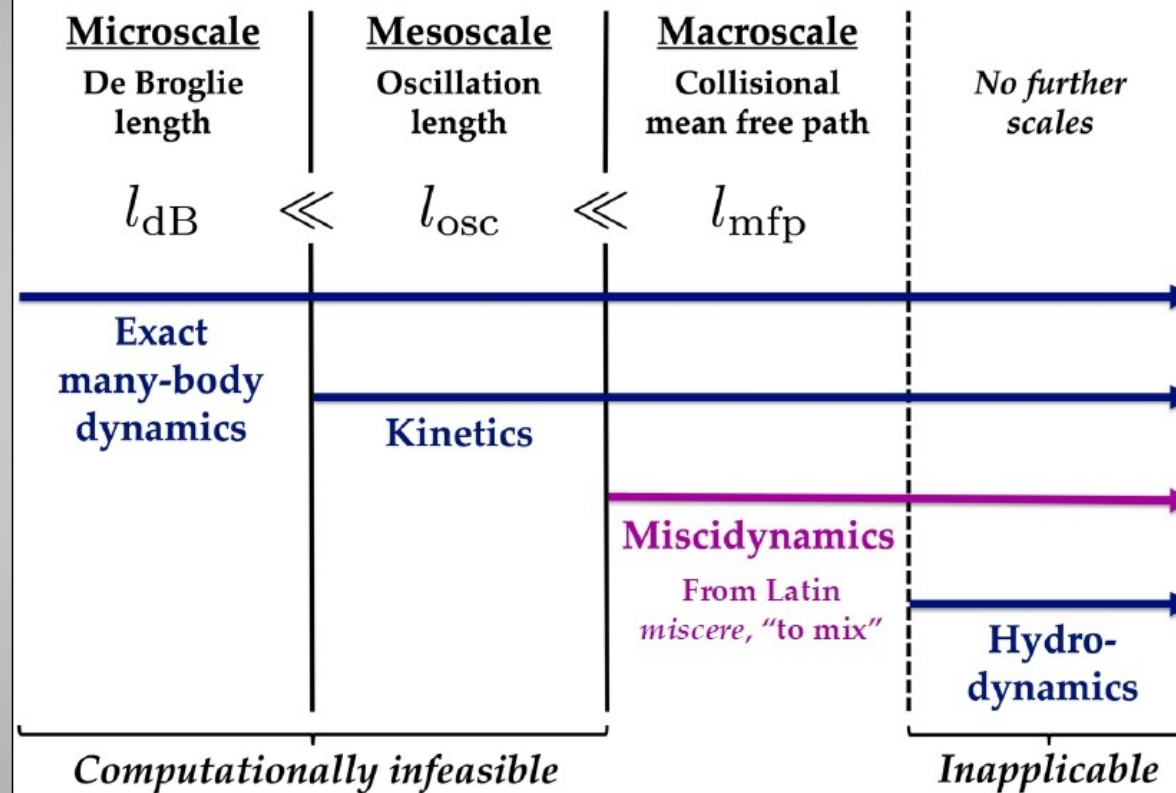 Microscale
De Broglie
length
Mesoscale
Oscillation
length
Macroscale
Collisional
mean free path
No further
scales
l_dB ≪ l_osc ≪ l_mfp
Exact
many-body
dynamics
Kinetics
Miscidynamics
From Latin
miscere, “to mix”
Hydro-
dynamics
Computationally infeasible
Inapplicable